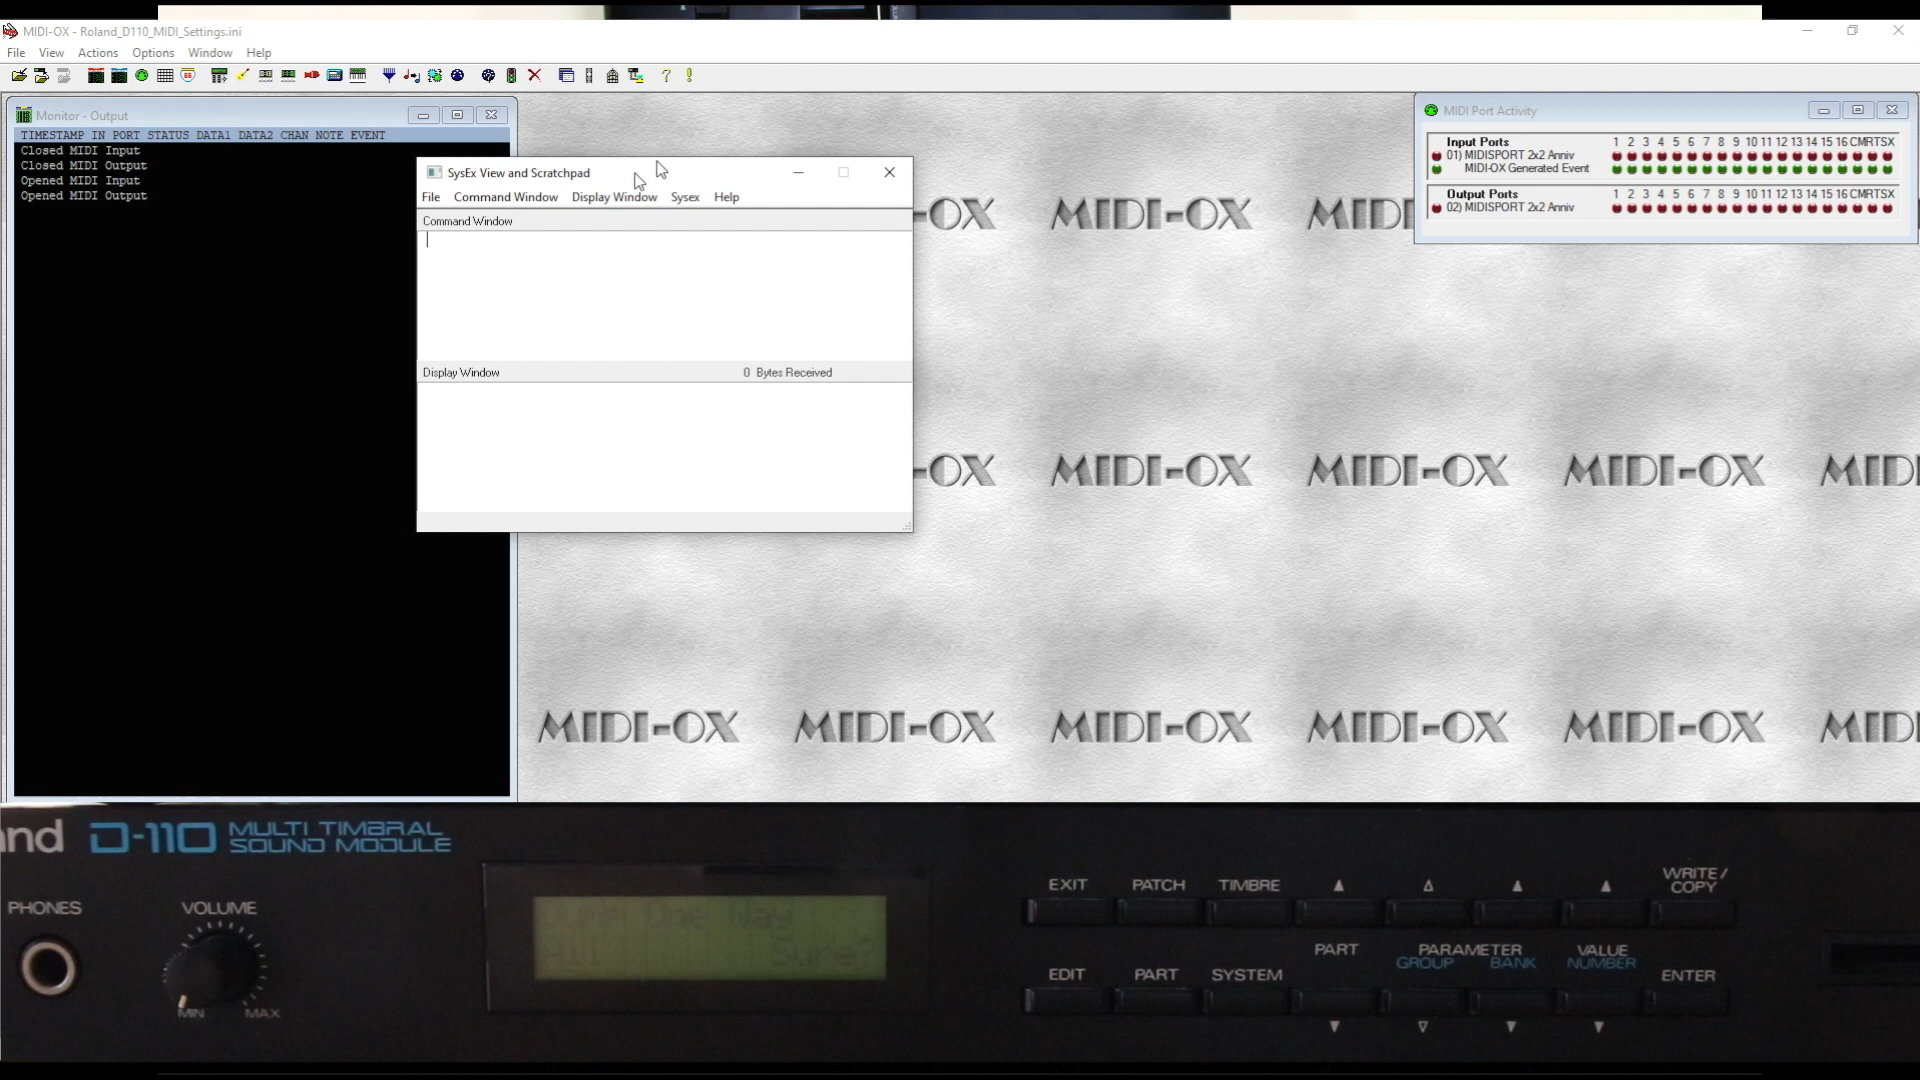 MIDI-OX - Roland_D110_MIDI_Settings.ini
File View Actions Options Window Help
Monitor - Output
TIMESTAMP IN PORT STATUS DATA1 DATA2 CHAN NOTE EVENT
Closed MIDI Input
Closed MIDI Output
Opened MIDI Input
Opened MIDI Output
SysEx View and Scratchpad
File Command Window Display Window Sysex Help
Command Window
Display Window 0 Bytes Received
MIDI Port Activity
Input Ports 1 2 3 4 5 6 7 8 9 10 11 12 13 14 15 16 CMRTSX
01) MIDISPORT 2x2 Anniv
MIDI-OX Generated Event
Output Ports 1 2 3 4 5 6 7 8 9 10 11 12 13 14 15 16 CMRTSX
02) MIDISPORT 2x2 Anniv
-OX MIDI-OX MIDI
-OX MIDI-OX MIDI-OX MIDI-OX MIDI
MIDI-OX MIDI-OX MIDI-OX MIDI-OX MIDI-OX MIDI
nd D-110 MULTI TIMBRAL
SOUND MODULE
PHONES VOLUME
MIN MAX
Dump One Way
All Sure?
EXIT PATCH TIMBRE WRITE/
COPY
PART PARAMETER VALUE
GROUP BANK NUMBER
EDIT PART SYSTEM ENTER